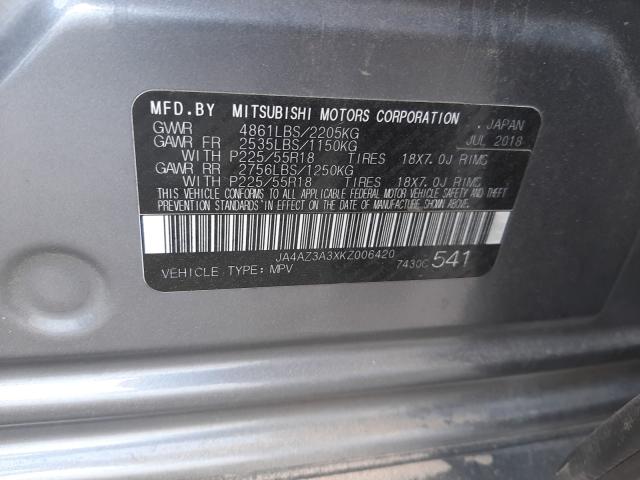 MFD.BY MITSUBISHI MOTORS CORPORATION . JAPAN
GVWR 4861LBS/2205KG JUL 2018
GAWR FR 2535LBS/1150KG
WITH P225/55R18 TIRES 18X7.0J RIMS
GAWR RR 2756LBS/1250KG
WITH P225/55R18 TIRES 18X7.0J RIMS
THIS VEHICLE CONFORMS TO ALL APPLICABLE FEDERAL MOTOR VEHICLE SAFETY AND THEFT
PREVENTION STANDARDS IN EFFECT ON THE DATE OF MANUFACTURE SHOWN ABOVE.
JA4AZ3A3XKZ006420
VEHICLE TYPE: MPV 7430C 541